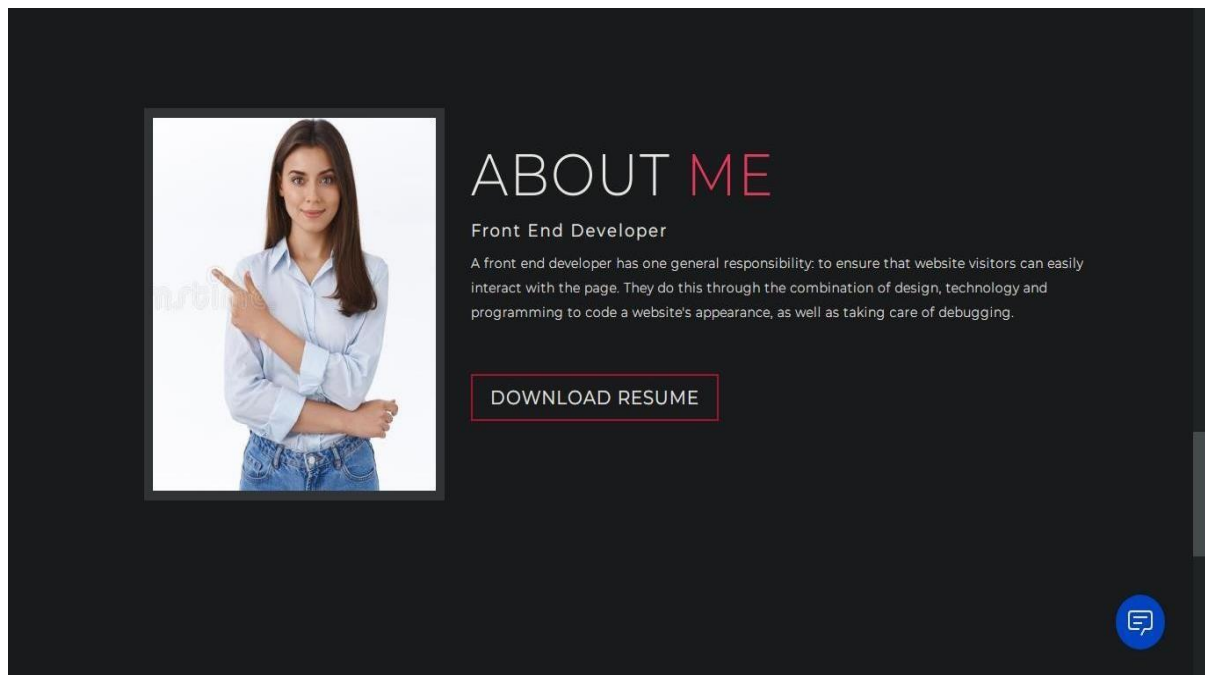 ABOUT ME
Front End Developer
A front end developer has one general responsibility: to ensure that website visitors can easily
interact with the page. They do this through the combination of design, technology and
programming to code a website's appearance, as well as taking care of debugging.
DOWNLOAD RESUME